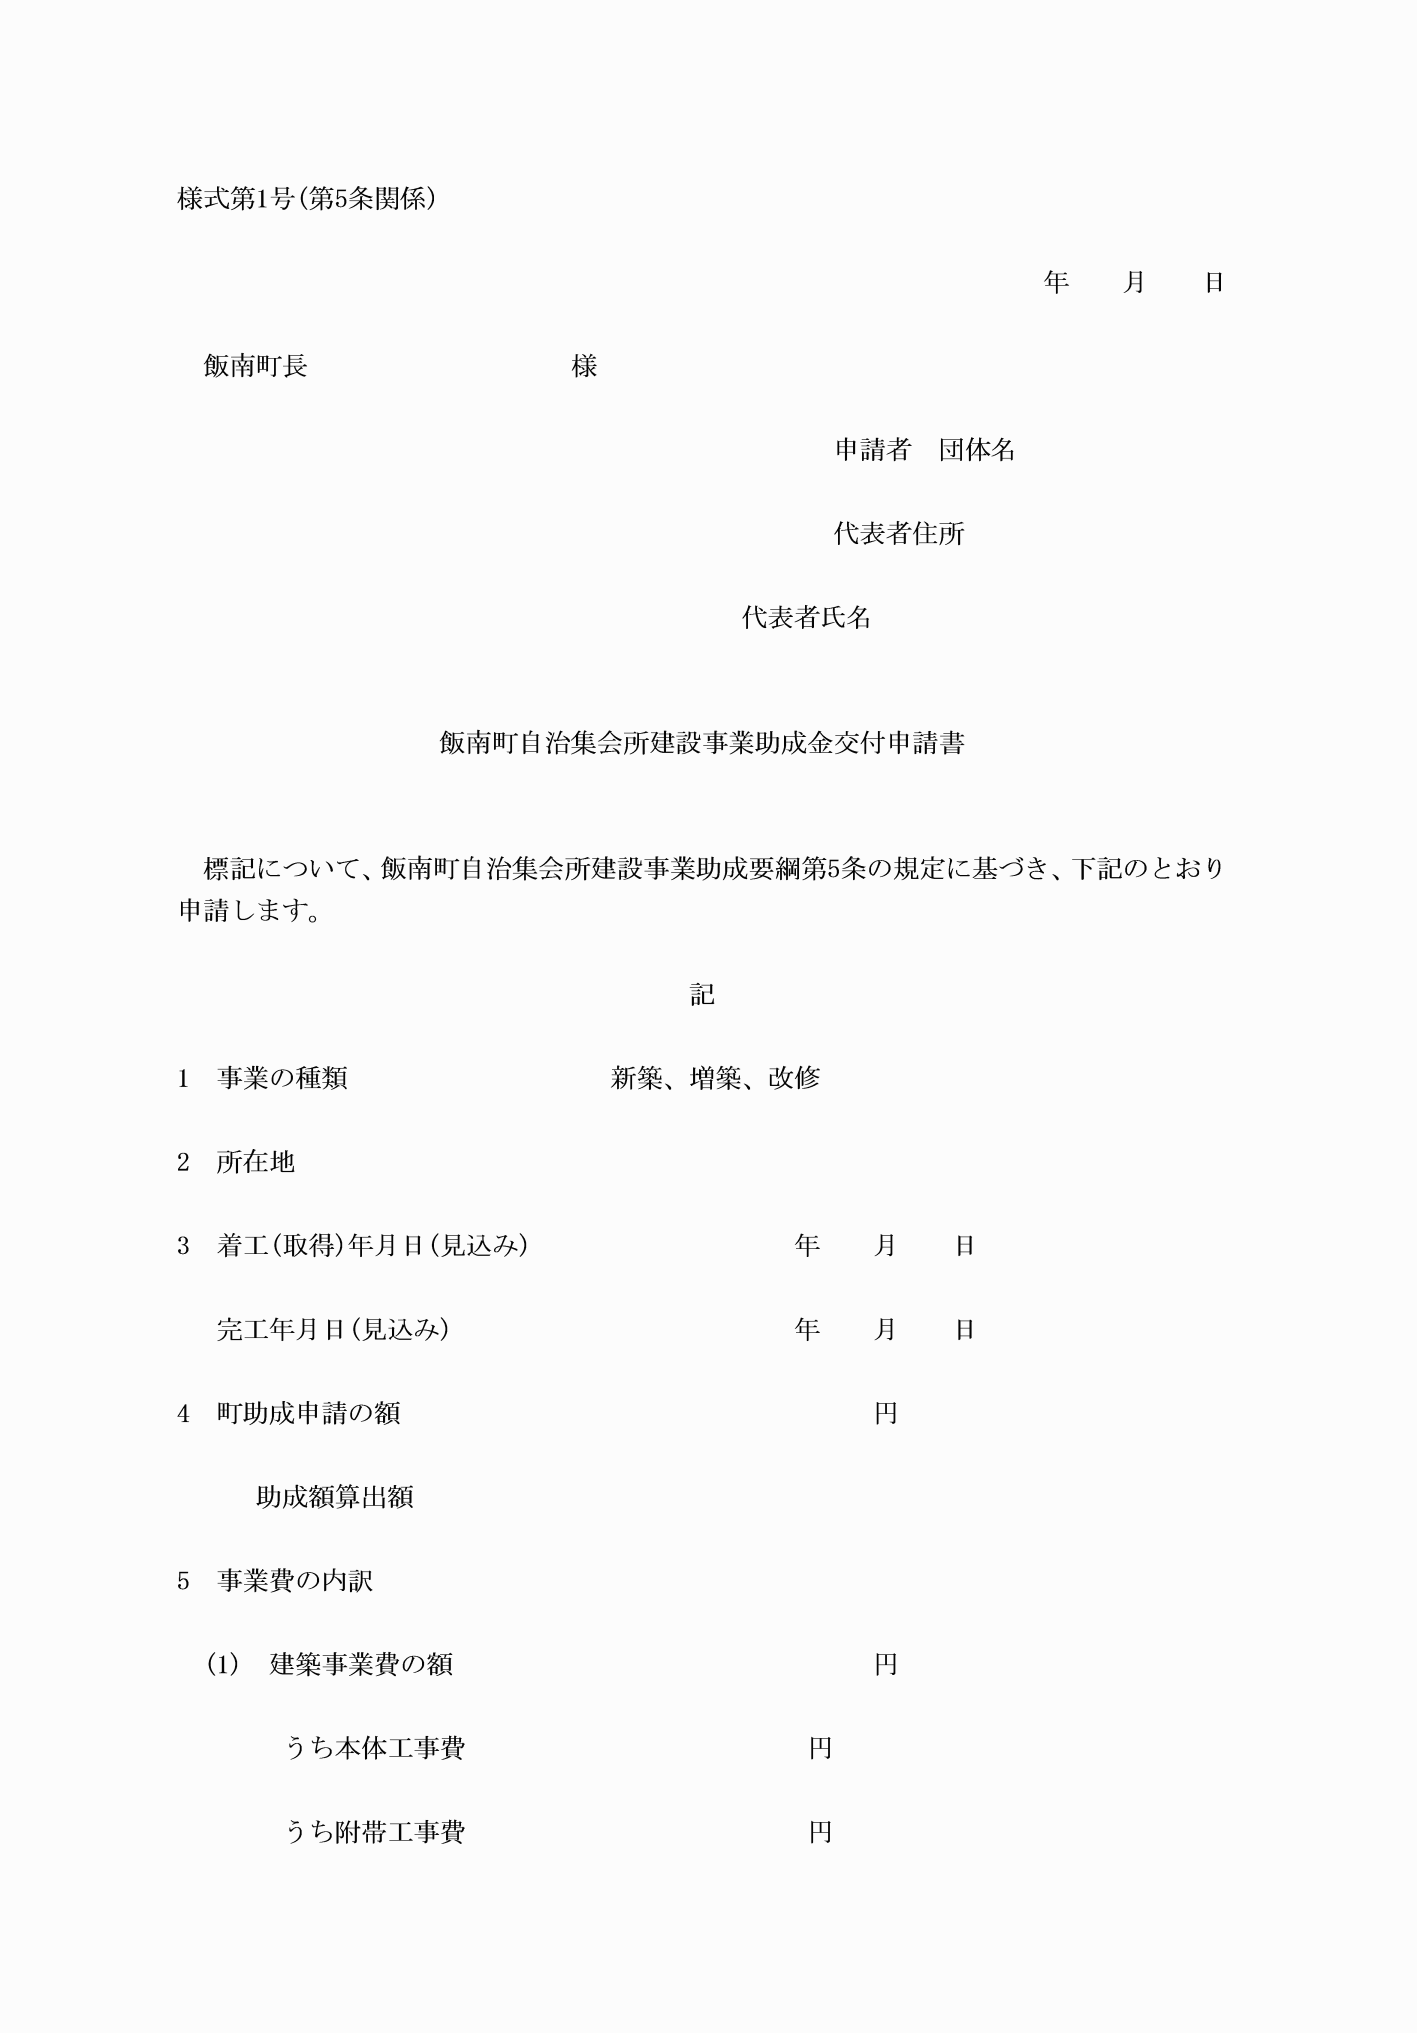 様式第1号(第5条関係)
年　　月　　日
飯南町長　　　　　　　　　　様
申請者　団体名
代表者住所
代表者氏名
飯南町自治集会所建設事業助成金交付申請書
標記について、飯南町自治集会所建設事業助成要綱第5条の規定に基づき、下記のとおり
申請します。
記
1　事業の種類　　　　　　　　　　新築、増築、改修
2　所在地
3　着工(取得)年月日(見込み)　　　　　　　　　　年　　月　　日
完工年月日(見込み)　　　　　　　　　　　　　年　　月　　日
4　町助成申請の額　　　　　　　　　　　　　　　　　　円
助成額算出額
5　事業費の内訳
(1)　建築事業費の額　　　　　　　　　　　　　　　　円
うち本体工事費　　　　　　　　　　　　　円
うち附帯工事費　　　　　　　　　　　　　円